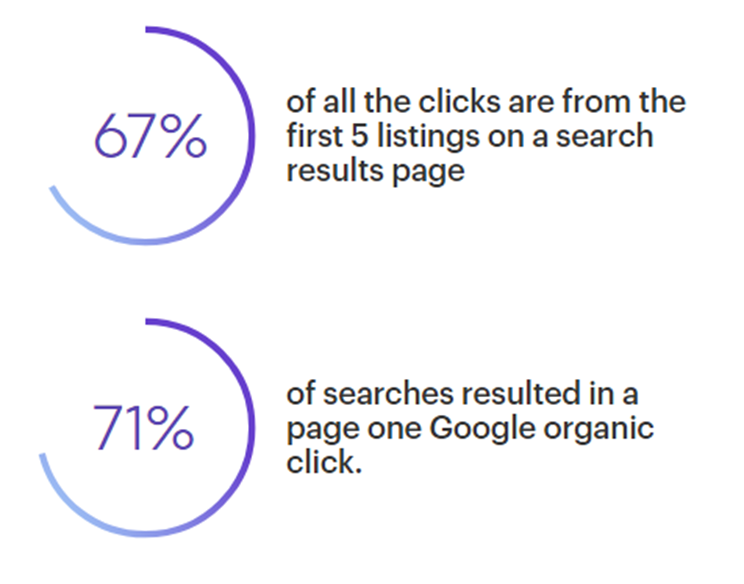 67%
of all the clicks are from the
first 5 listings on a search
results page
71%
of searches resulted in a
page one Google organic
click.